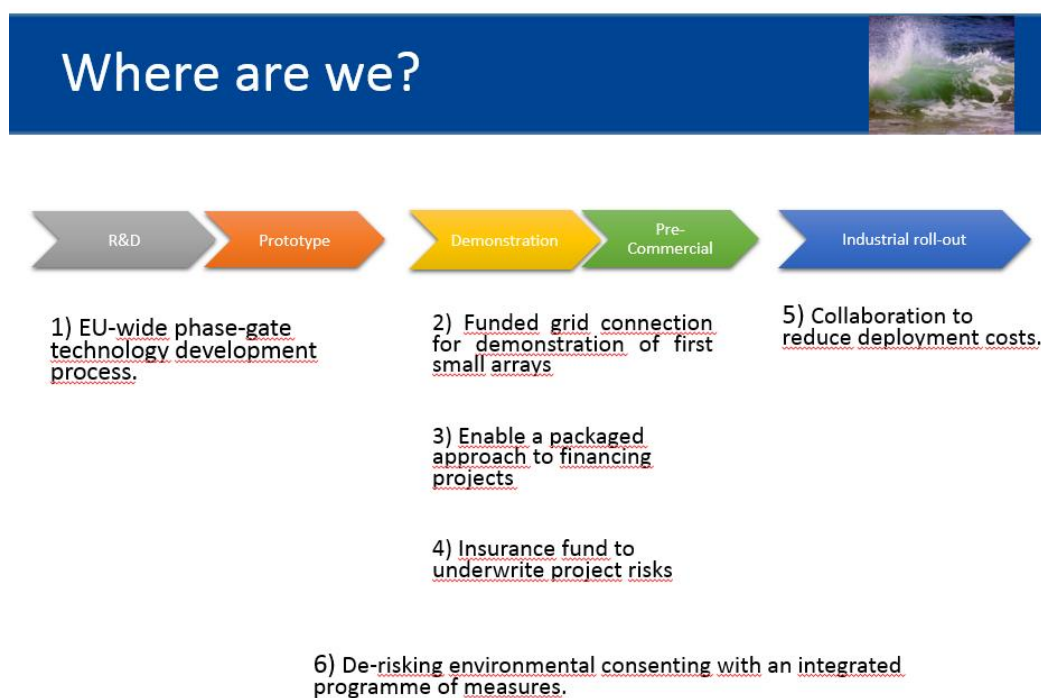 Where are we?
R&D
Prototype
Demonstration
Pre-
Commercial
Industrial roll-out
1) EU-wide phase-gate
technology development
process.
2) Funded grid connection
for demonstration of first
small arrays
3) Enable a packaged
approach to financing
projects
4) Insurance fund to
underwrite project risks
5) Collaboration to
reduce deployment costs.
6) De-risking environmental consenting with an integrated
programme of measures.